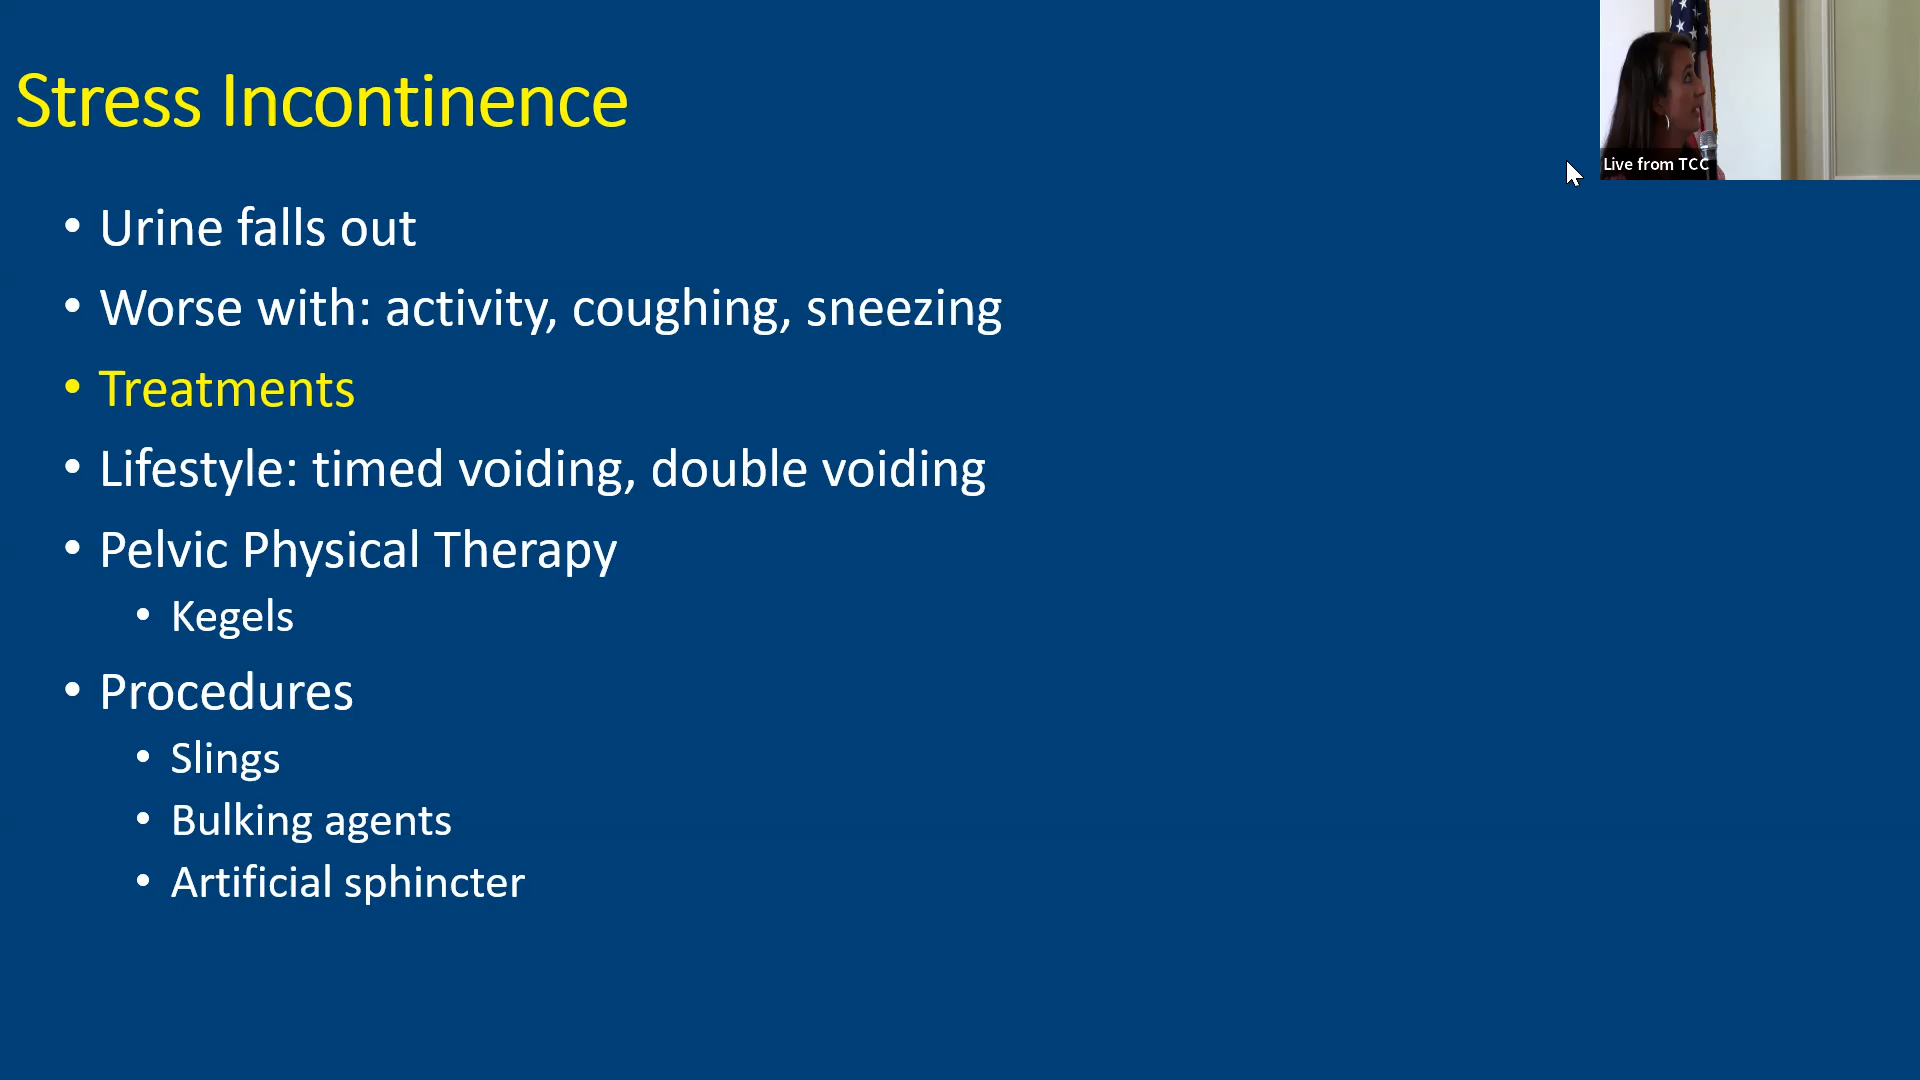 Stress Incontinence
Live from TCC
• Urine falls out
• Worse with: activity, coughing, sneezing
• Treatments
• Lifestyle: timed voiding, double voiding
• Pelvic Physical Therapy
• Kegels
• Procedures
• Slings
• Bulking agents
• Artificial sphincter